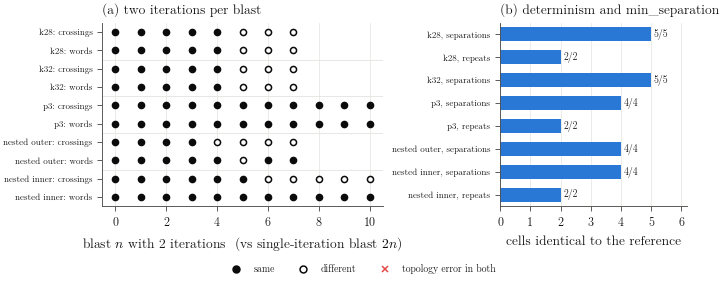 (a) two iterations per blast
k28: crossings
k28: words
k32: crossings
k32: words
p3: crossings
p3: words
nested outer: crossings
nested outer: words
nested inner: crossings
nested inner: words
0 2 4 6 8 10
blast n with 2 iterations (vs single-iteration blast 2n)
(b) determinism and min_separation
k28, separations 5/5
k28, repeats 2/2
k32, separations 5/5
p3, separations 4/4
p3, repeats 2/2
nested outer, separations 4/4
nested inner, separations 4/4
nested inner, repeats 2/2
0 1 2 3 4 5 6
cells identical to the reference
same different topology error in both